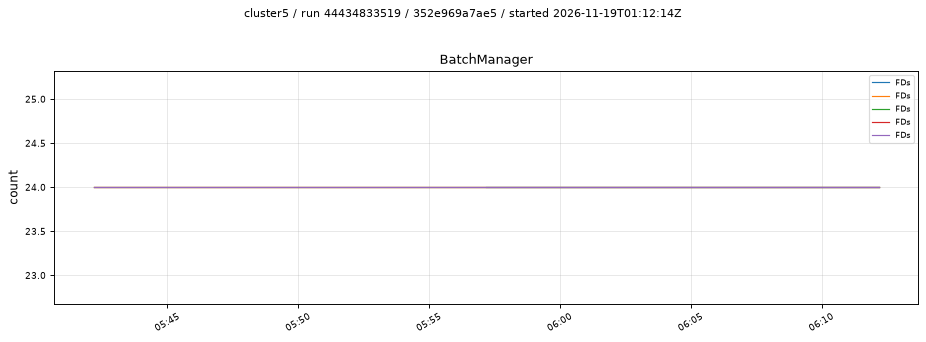 cluster5 / run 44434833519 / 352e969a7ae5 / started 2026-11-19T01:12:14Z
BatchManager
FDs
FDs
FDs
FDs
FDs
count
25.0
24.5
24.0
23.5
23.0
05:45
05:50
05:55
06:00
06:05
06:10